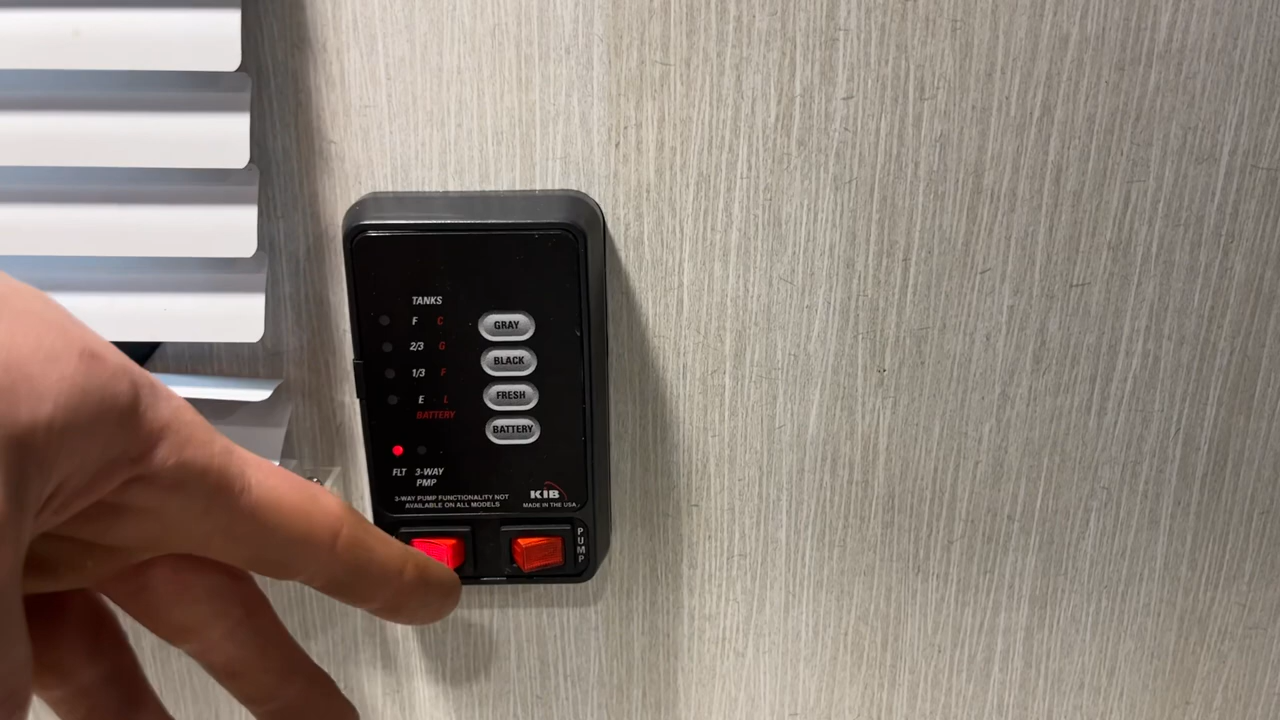 TANKS
F C
2/3 G
1/3 F
E L
BATTERY
GRAY
BLACK
FRESH
BATTERY
FLT 3-WAY
PMP
3-WAY PUMP FUNCTIONALITY NOT
AVAILABLE ON ALL MODELS
KIB
MADE IN THE USA
PUMP